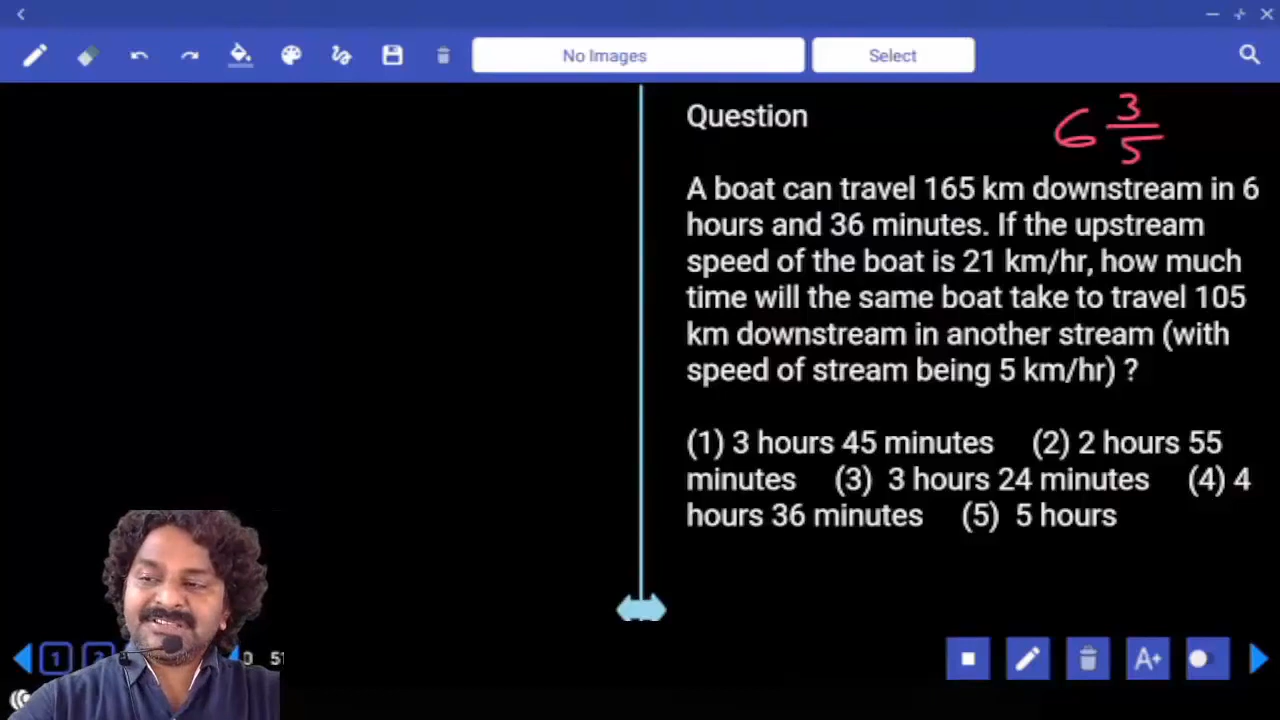 No Images
Select
Question
6 3/5
A boat can travel 165 km downstream in 6
hours and 36 minutes. If the upstream
speed of the boat is 21 km/hr, how much
time will the same boat take to travel 105
km downstream in another stream (with
speed of stream being 5 km/hr) ?
(1) 3 hours 45 minutes (2) 2 hours 55
minutes (3) 3 hours 24 minutes (4) 4
hours 36 minutes (5) 5 hours
1
A+